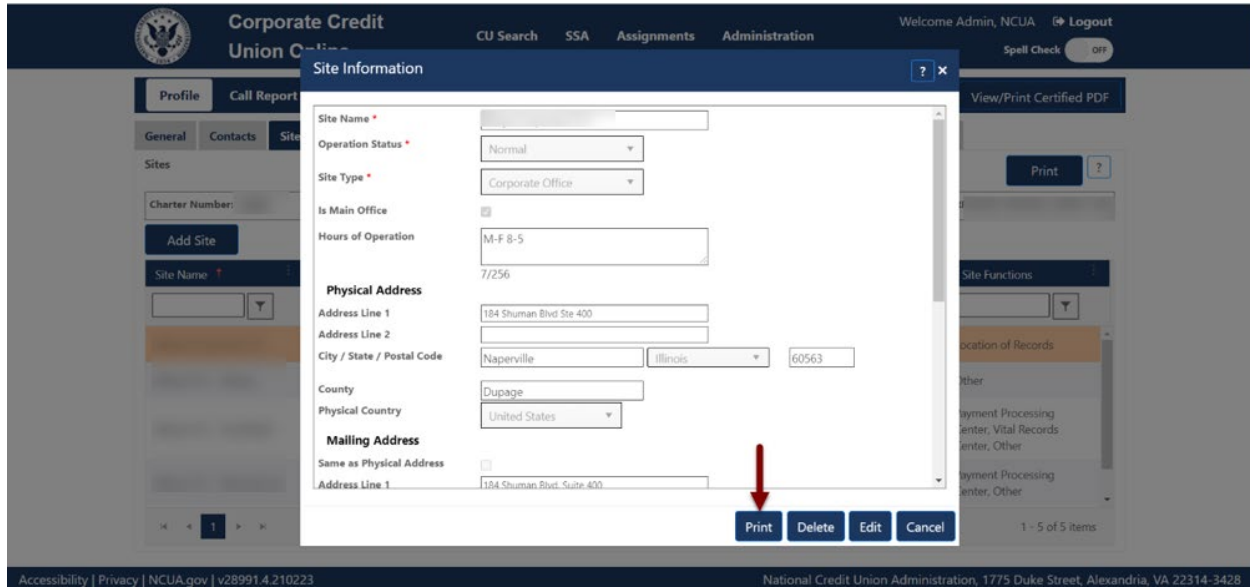 Corporate Credit
Union Online
CU Search SSA Assignments Administration
Welcome Admin, NCUA Logout
Spell Check OFF
Site Information ? ×
Profile Call Report
View/Print Certified PDF
General Contacts Site
Sites
Print ?
Charter Number:
Add Site
Site Name ↑
Site Functions
ocation of Records
Other
ayment Processing
enter, Vital Records
enter, Other
ayment Processing
enter, Other
1
1 - 5 of 5 items
Site Name *
Operation Status * Normal
Site Type * Corporate Office
Is Main Office
Hours of Operation M-F 8-5
7/256
Physical Address
Address Line 1 184 Shuman Blvd Ste 400
Address Line 2
City / State / Postal Code Naperville Illinois 60563
County Dupage
Physical Country United States
Mailing Address
Same as Physical Address
Address Line 1 184 Shuman Blvd. Suite 400
Print Delete Edit Cancel
Accessibility | Privacy | NCUA.gov | v28991.4.210223
National Credit Union Administration, 1775 Duke Street, Alexandria, VA 22314-3428